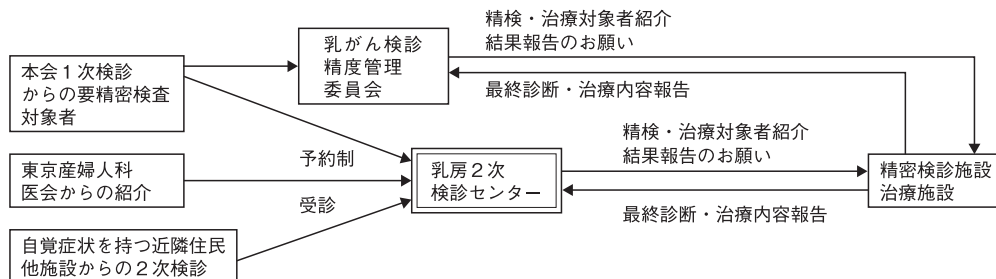 精検・治療対象者紹介
結果報告のお願い
乳がん検診
精度管理
委員会
本会１次検診
からの要精密検査
対象者
最終診断・治療内容報告
精検・治療対象者紹介
結果報告のお願い
予約制
東京産婦人科
医会からの紹介
乳房２次
検診センター
精密検診施設
治療施設
受診
最終診断・治療内容報告
自覚症状を持つ近隣住民
他施設からの２次検診